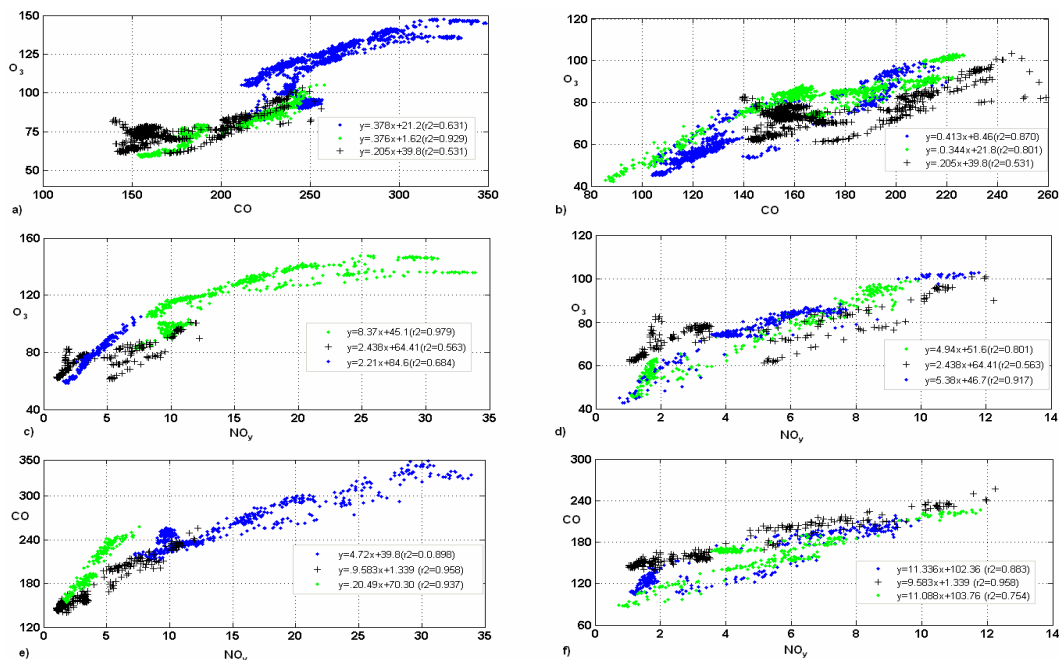 150
125
O3
100
75
50
100
150
200
250
300
350
a)
CO
y=.378x+21.2(r2=0.631)
y=.376x+1.62(r2=0.929)
y=.205x+39.8(r2=0.531)
120
100
O3
80
60
40
80
100
120
140
160
180
200
220
240
260
b)
CO
y=0.413x+8.46(r2=0.870)
y=.0.344x+21.8(r2=0.801)
y=.205x+39.8(r2=0.531)
160
O3
120
80
40
0
5
10
15
20
25
30
35
c)
NOy
y=8.37x+45.1(r2=0.979)
y=2.438x+64.41(r2=0.563)
y=2.21x+84.6(r2=0.684)
120
100
O3
80
60
40
0
2
4
6
8
10
12
14
d)
NOy
y=4.94x+51.6(r2=0.801)
y=2.438x+64.41(r2=0.563)
y=5.38x+46.7(r2=0.917)
350
CO
300
240
180
120
0
5
10
15
20
25
30
35
e)
NOy
y=4.72x+39.8(r2=0.0.898)
y=.9.583x+1.339(r2=0.958)
y=.20.49x+70.30 (r2=0.937)
300
CO
240
180
120
60
0
2
4
6
8
10
12
14
f)
NOy
y=11.336x+102.36 (r2=0.883)
y=9.583x+1.339 (r2=0.958)
y=11.088x+103.76 (r2=0.754)